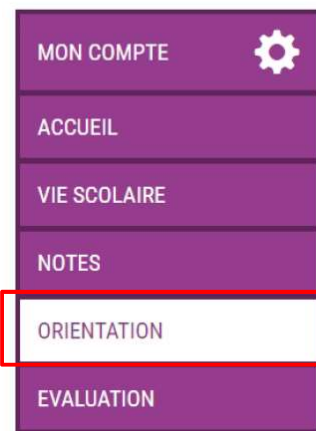 MON COMPTE
ACCUEIL
VIE SCOLAIRE
NOTES
ORIENTATION
EVALUATION